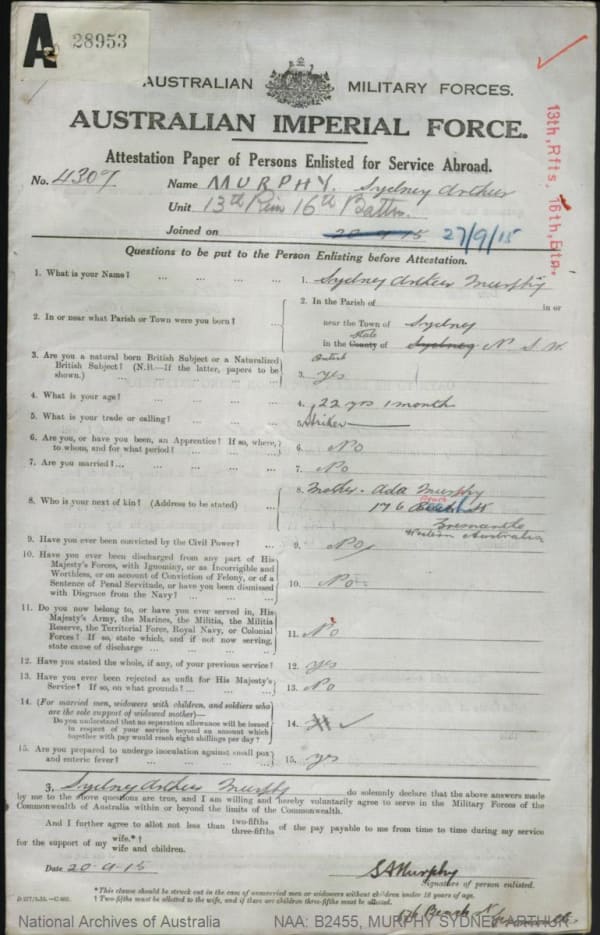 A 28953
AUSTRALIAN MILITARY FORCES.
AUSTRALIAN IMPERIAL FORCE.
Attestation Paper of Persons Enlisted for Service Abroad.
13th, Rfts. 16th, Btn.
No. 4307 Name MURPHY. Sydney Arthur
Unit 13th Rein 16th Battn.
Joined on 20-9-15 27/9/15
Questions to be put to the Person Enlisting before Attestation.
1. What is your Name? ... ... ... ... 1. Sydney Arthur Murphy
2. In or near what Parish or Town were you born? ... 2. In the Parish of in or
near the Town of Sydney
in the County of State Sydney N. S. W.
3. Are you a natural born British Subject or a Naturalized
British Subject? (N.B.—If the latter, papers to be
shown.) ... ... ... 3. British yes
4. What is your age? ... ... ... ... 4. 22 yrs 1 month
5. What is your trade or calling? ... ... ... 5. Striker
6. Are you, or have you been, an Apprentice? If so, where,
to whom, and for what period? ... ... ... 6. No
7. Are you married?... ... ... ... ... 7. No
8. Who is your next of kin? (Address to be stated) ... 8. Mother - Ada Murphy
176 Beach St
Fremantle
Western Australia
9. Have you ever been convicted by the Civil Power? ... 9. No
10. Have you ever been discharged from any part of His
Majesty's Forces, with Ignominy, or as Incorrigible and
Worthless, or on account of Conviction of Felony, or of a
Sentence of Penal Servitude, or have you been dismissed
with Disgrace from the Navy? ... ... ... 10. No
11. Do you now belong to, or have you ever served in, His
Majesty's Army, the Marines, the Militia, the Militia
Reserve, the Territorial Force, Royal Navy, or Colonial
Forces? If so, state which, and if not now serving,
state cause of discharge ... ... ... 11. No
12. Have you stated the whole, if any, of your previous service? 12. yes
13. Have you ever been rejected as unfit for His Majesty's
Service? If so, on what grounds? ... ... ... 13. No
14. (For married men, widowers with children, and soldiers who
are the sole support of widowed mother)—
Do you understand that no separation allowance will be issued
in respect of your service beyond an amount which
together with pay would reach eight shillings per day? 14.
15. Are you prepared to undergo inoculation against small pox
and enteric fever? ... ... ... ... 15. yes
I, Sydney Arthur Murphy do solemnly declare that the above answers made
by me to the above questions are true, and I am willing and hereby voluntarily agree to serve in the Military Forces of the
Commonwealth of Australia within or beyond the limits of the Commonwealth.
And I further agree to allot not less than two-fifths three-fifths of the pay payable to me from time to time during my service
for the support of my wife.*† wife and children.
Date 20-9-15 S A Murphy
Signature of person enlisted.
*This clause should be struck out in the case of unmarried men or widowers without children under 18 years of age.
† Two-fifths must be allotted to the wife, and if there are children three-fifths must be allotted.
176 Beach St Fremantle
National Archives of Australia NAA: B2455, MURPHY SYDNEY ARTHUR